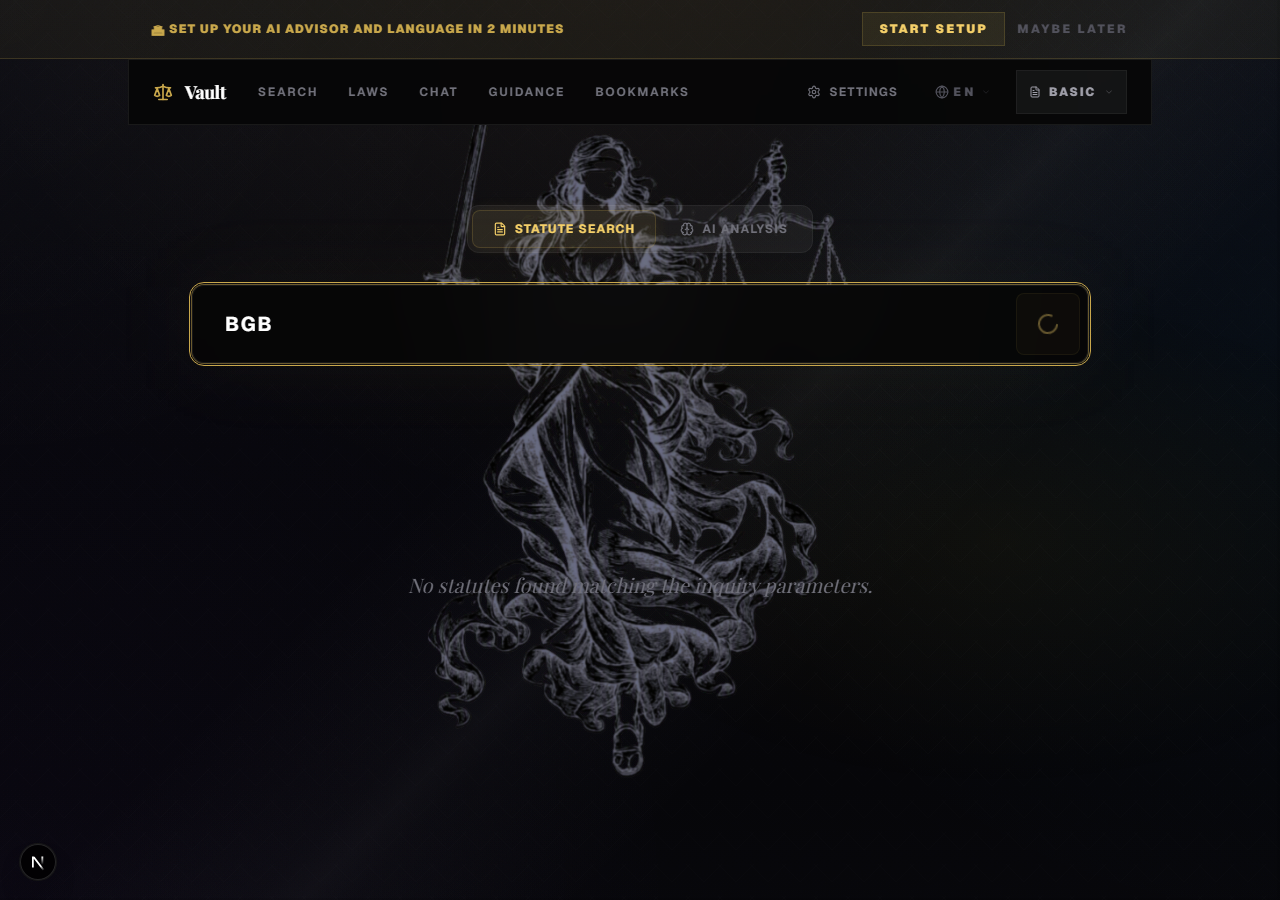 SET UP YOUR AI ADVISOR AND LANGUAGE IN 2 MINUTES
START SETUP
MAYBE LATER
Vault
SEARCH
LAWS
CHAT
GUIDANCE
BOOKMARKS
SETTINGS
EN
BASIC
STATUTE SEARCH
AI ANALYSIS
BGB
No statutes found matching the inquiry parameters.
N